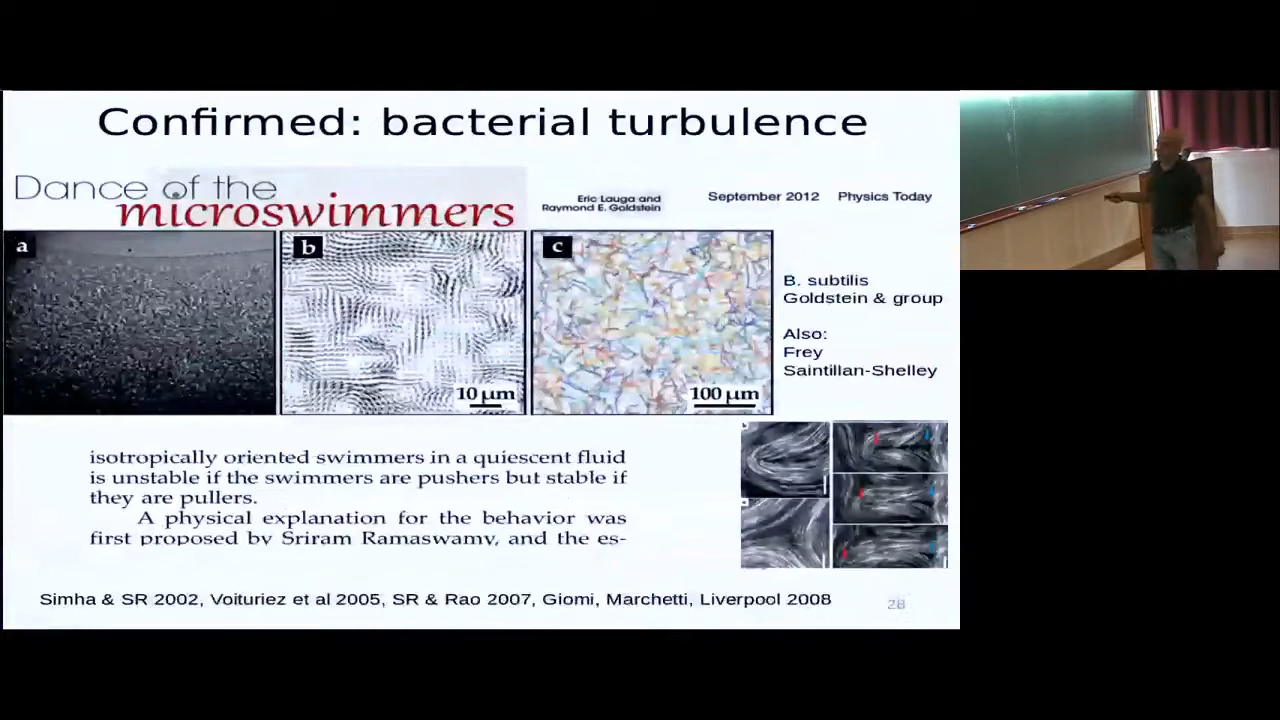 Confirmed: bacterial turbulence
Dance of the
microswimmers
Eric Lauga and
Raymond E. Goldstein
September 2012 Physics Today
a
b
c
10 μm
100 μm
B. subtilis
Goldstein & group
Also:
Frey
Saintillan-Shelley
isotropically oriented swimmers in a quiescent fluid
is unstable if the swimmers are pushers but stable if
they are pullers.
A physical explanation for the behavior was
first proposed by Sriram Ramaswamy, and the es-
Simha & SR 2002, Voituriez et al 2005, SR & Rao 2007, Giomi, Marchetti, Liverpool 2008
28